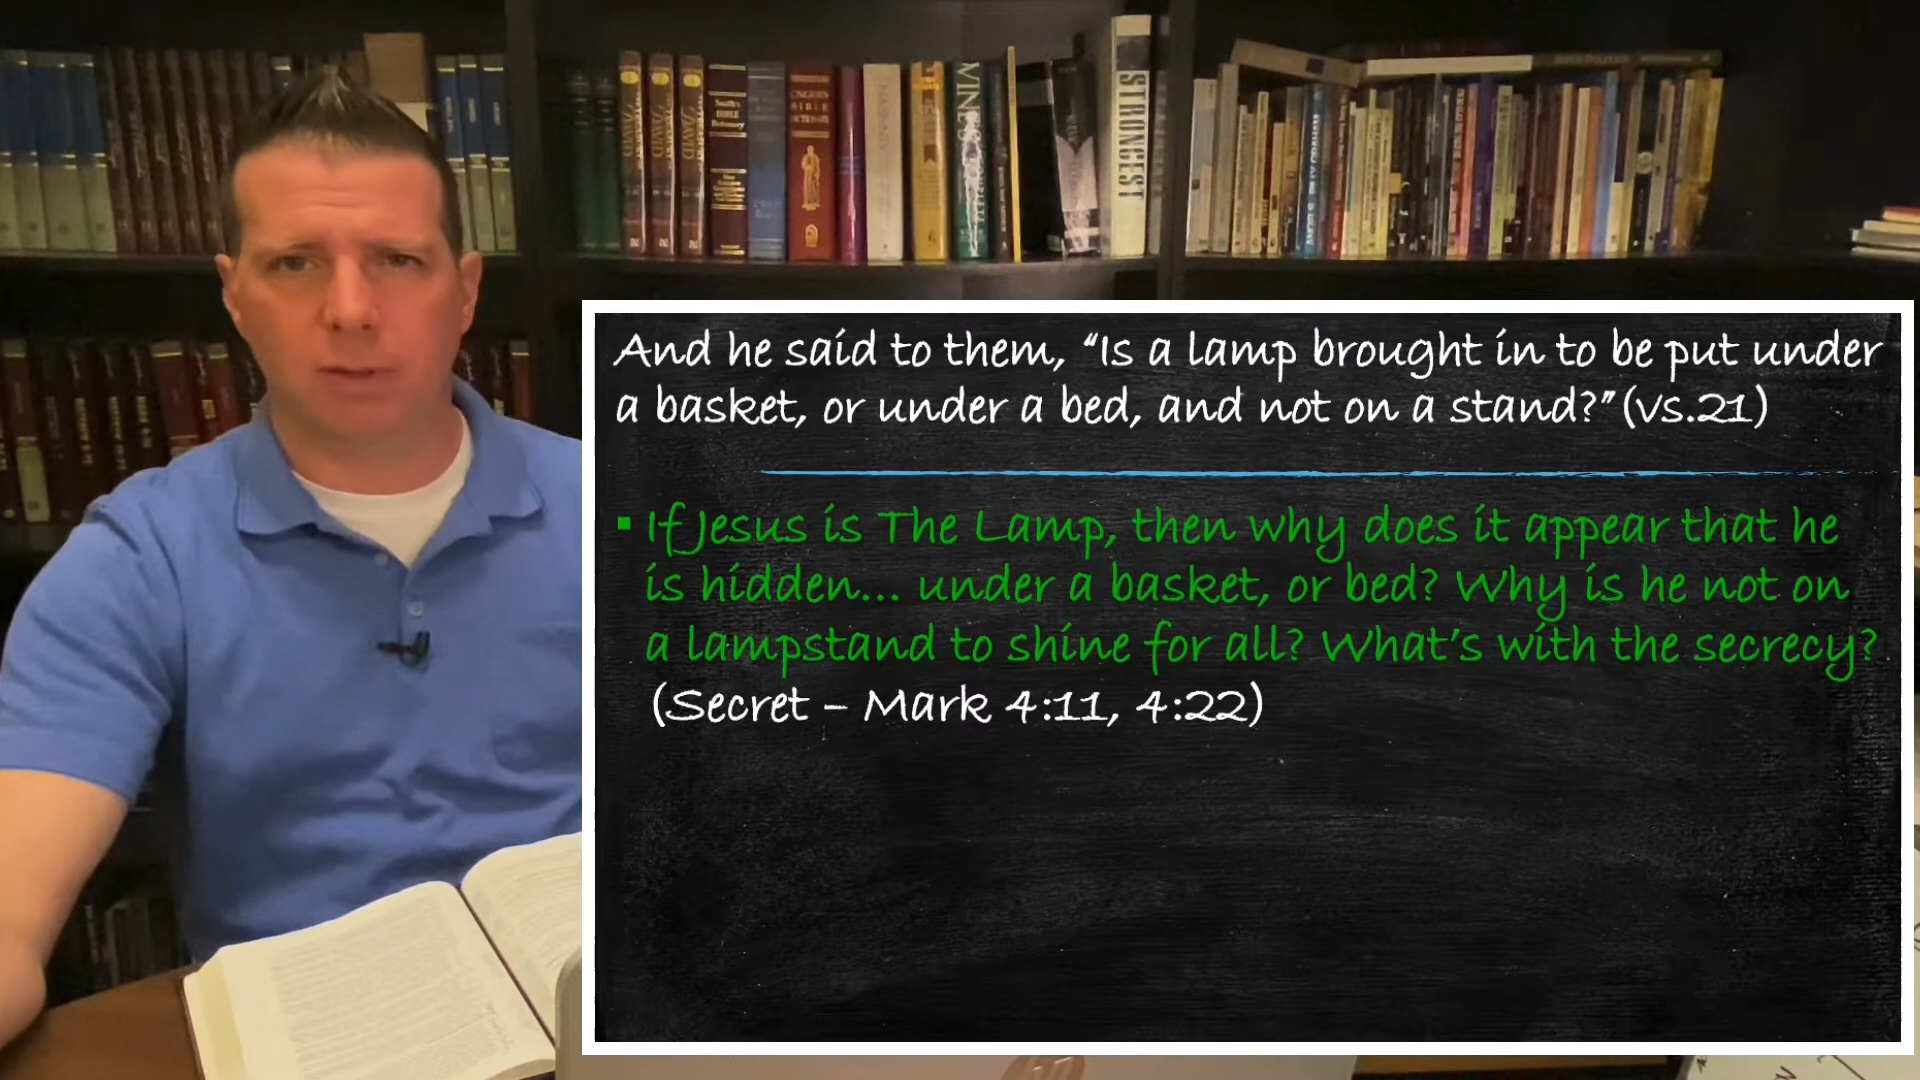 STRONGEST
VINE'S
And he said to them, “Is a lamp brought in to be put under
a basket, or under a bed, and not on a stand?”(vs.21)
▪ If Jesus is The Lamp, then why does it appear that he
is hidden... under a basket, or bed? Why is he not on
a lampstand to shine for all? What’s with the secrecy?
(Secret – Mark 4:11, 4:22)